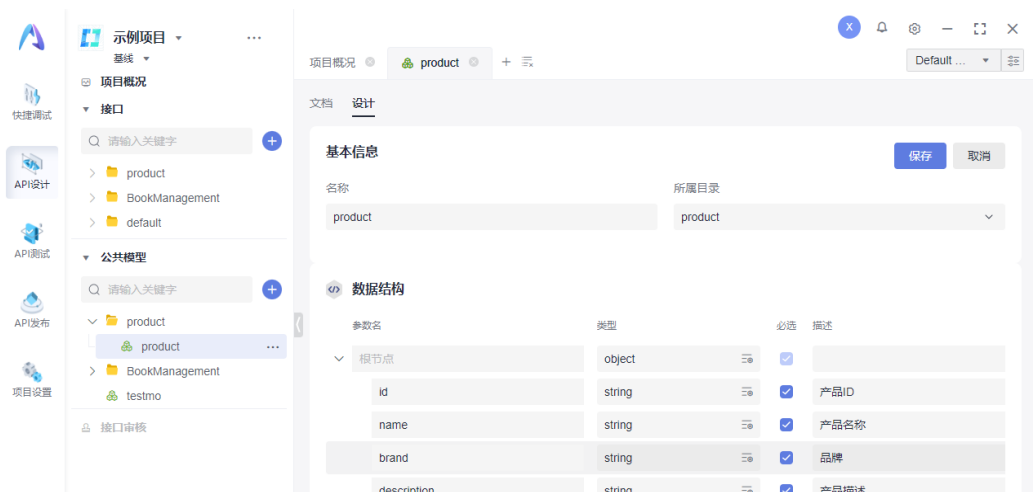 X
示例项目
...
基线
Default ...
项目概况
项目概况
product
快捷调试
接口
文档
设计
请输入关键字
基本信息
保存
取消
API设计
product
名称
所属目录
BookManagement
product
product
default
API测试
公共模型
请输入关键字
数据结构
API发布
product
参数名
类型
必选
描述
product
...
根节点
object
BookManagement
项目设置
id
string
产品ID
testmo
接口审核
name
string
产品名称
brand
string
品牌
description
string
产品描述